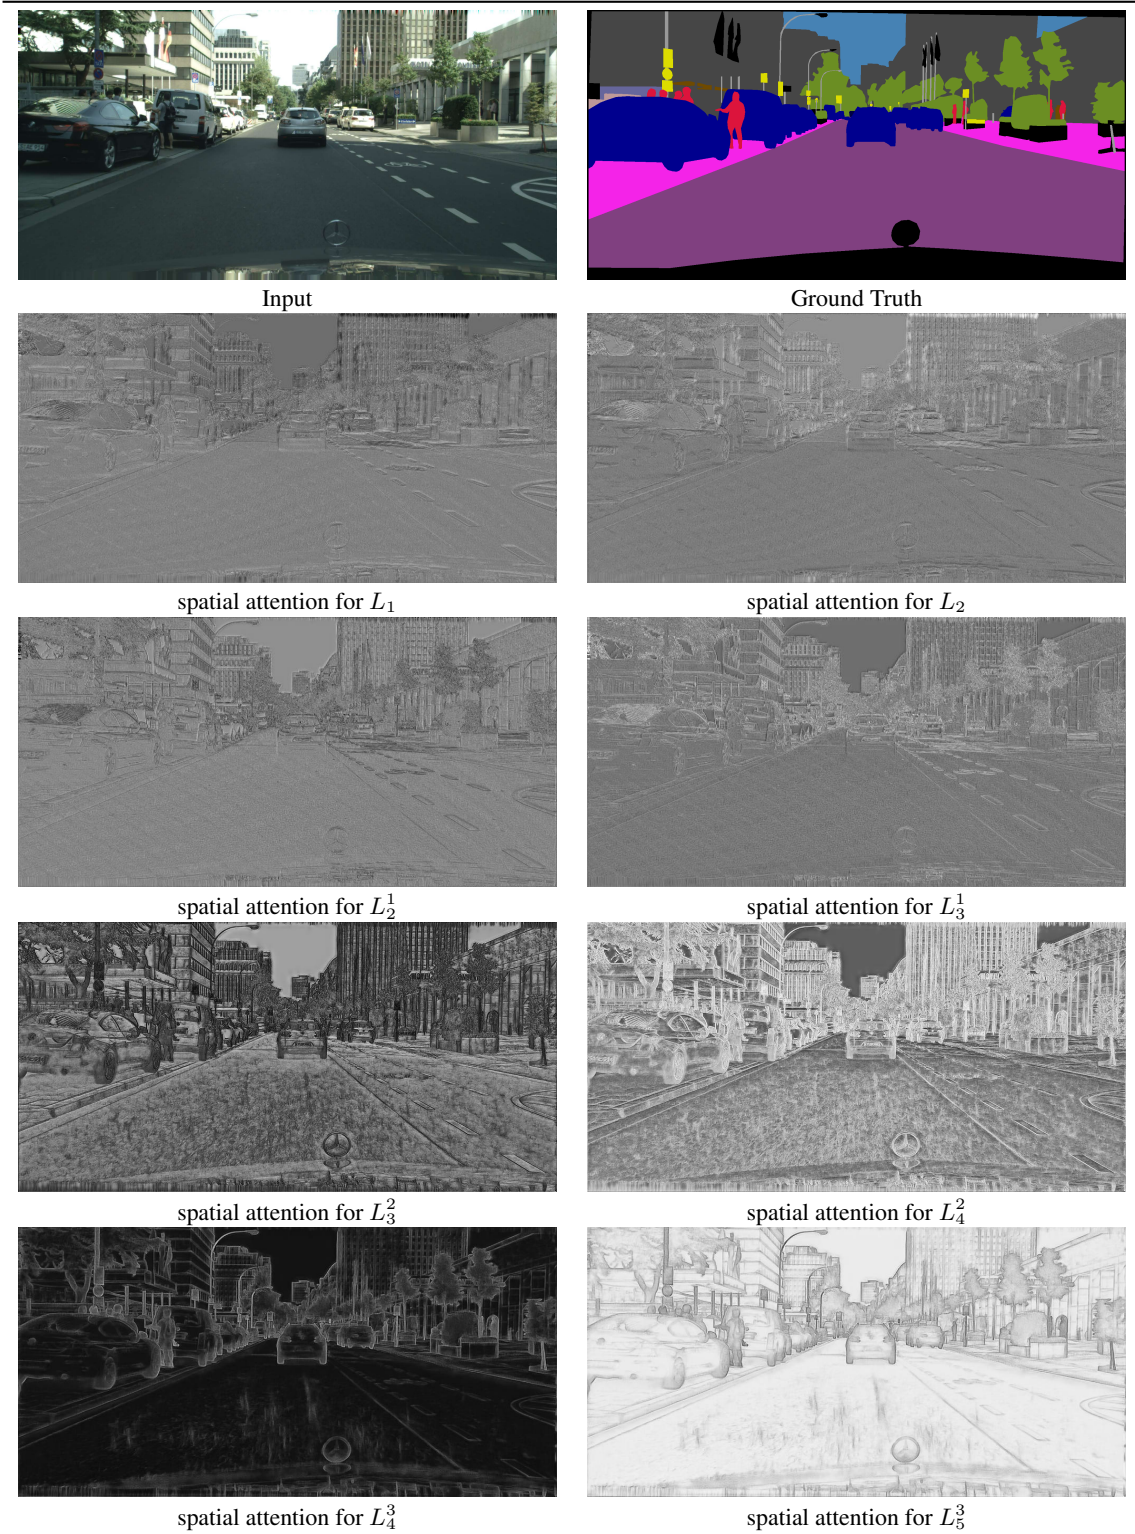 Input
Ground Truth
spatial attention for $L_1$
spatial attention for $L_2$
spatial attention for $L_2^1$
spatial attention for $L_3^1$
spatial attention for $L_3^2$
spatial attention for $L_4^2$
spatial attention for $L_4^3$
spatial attention for $L_5^3$